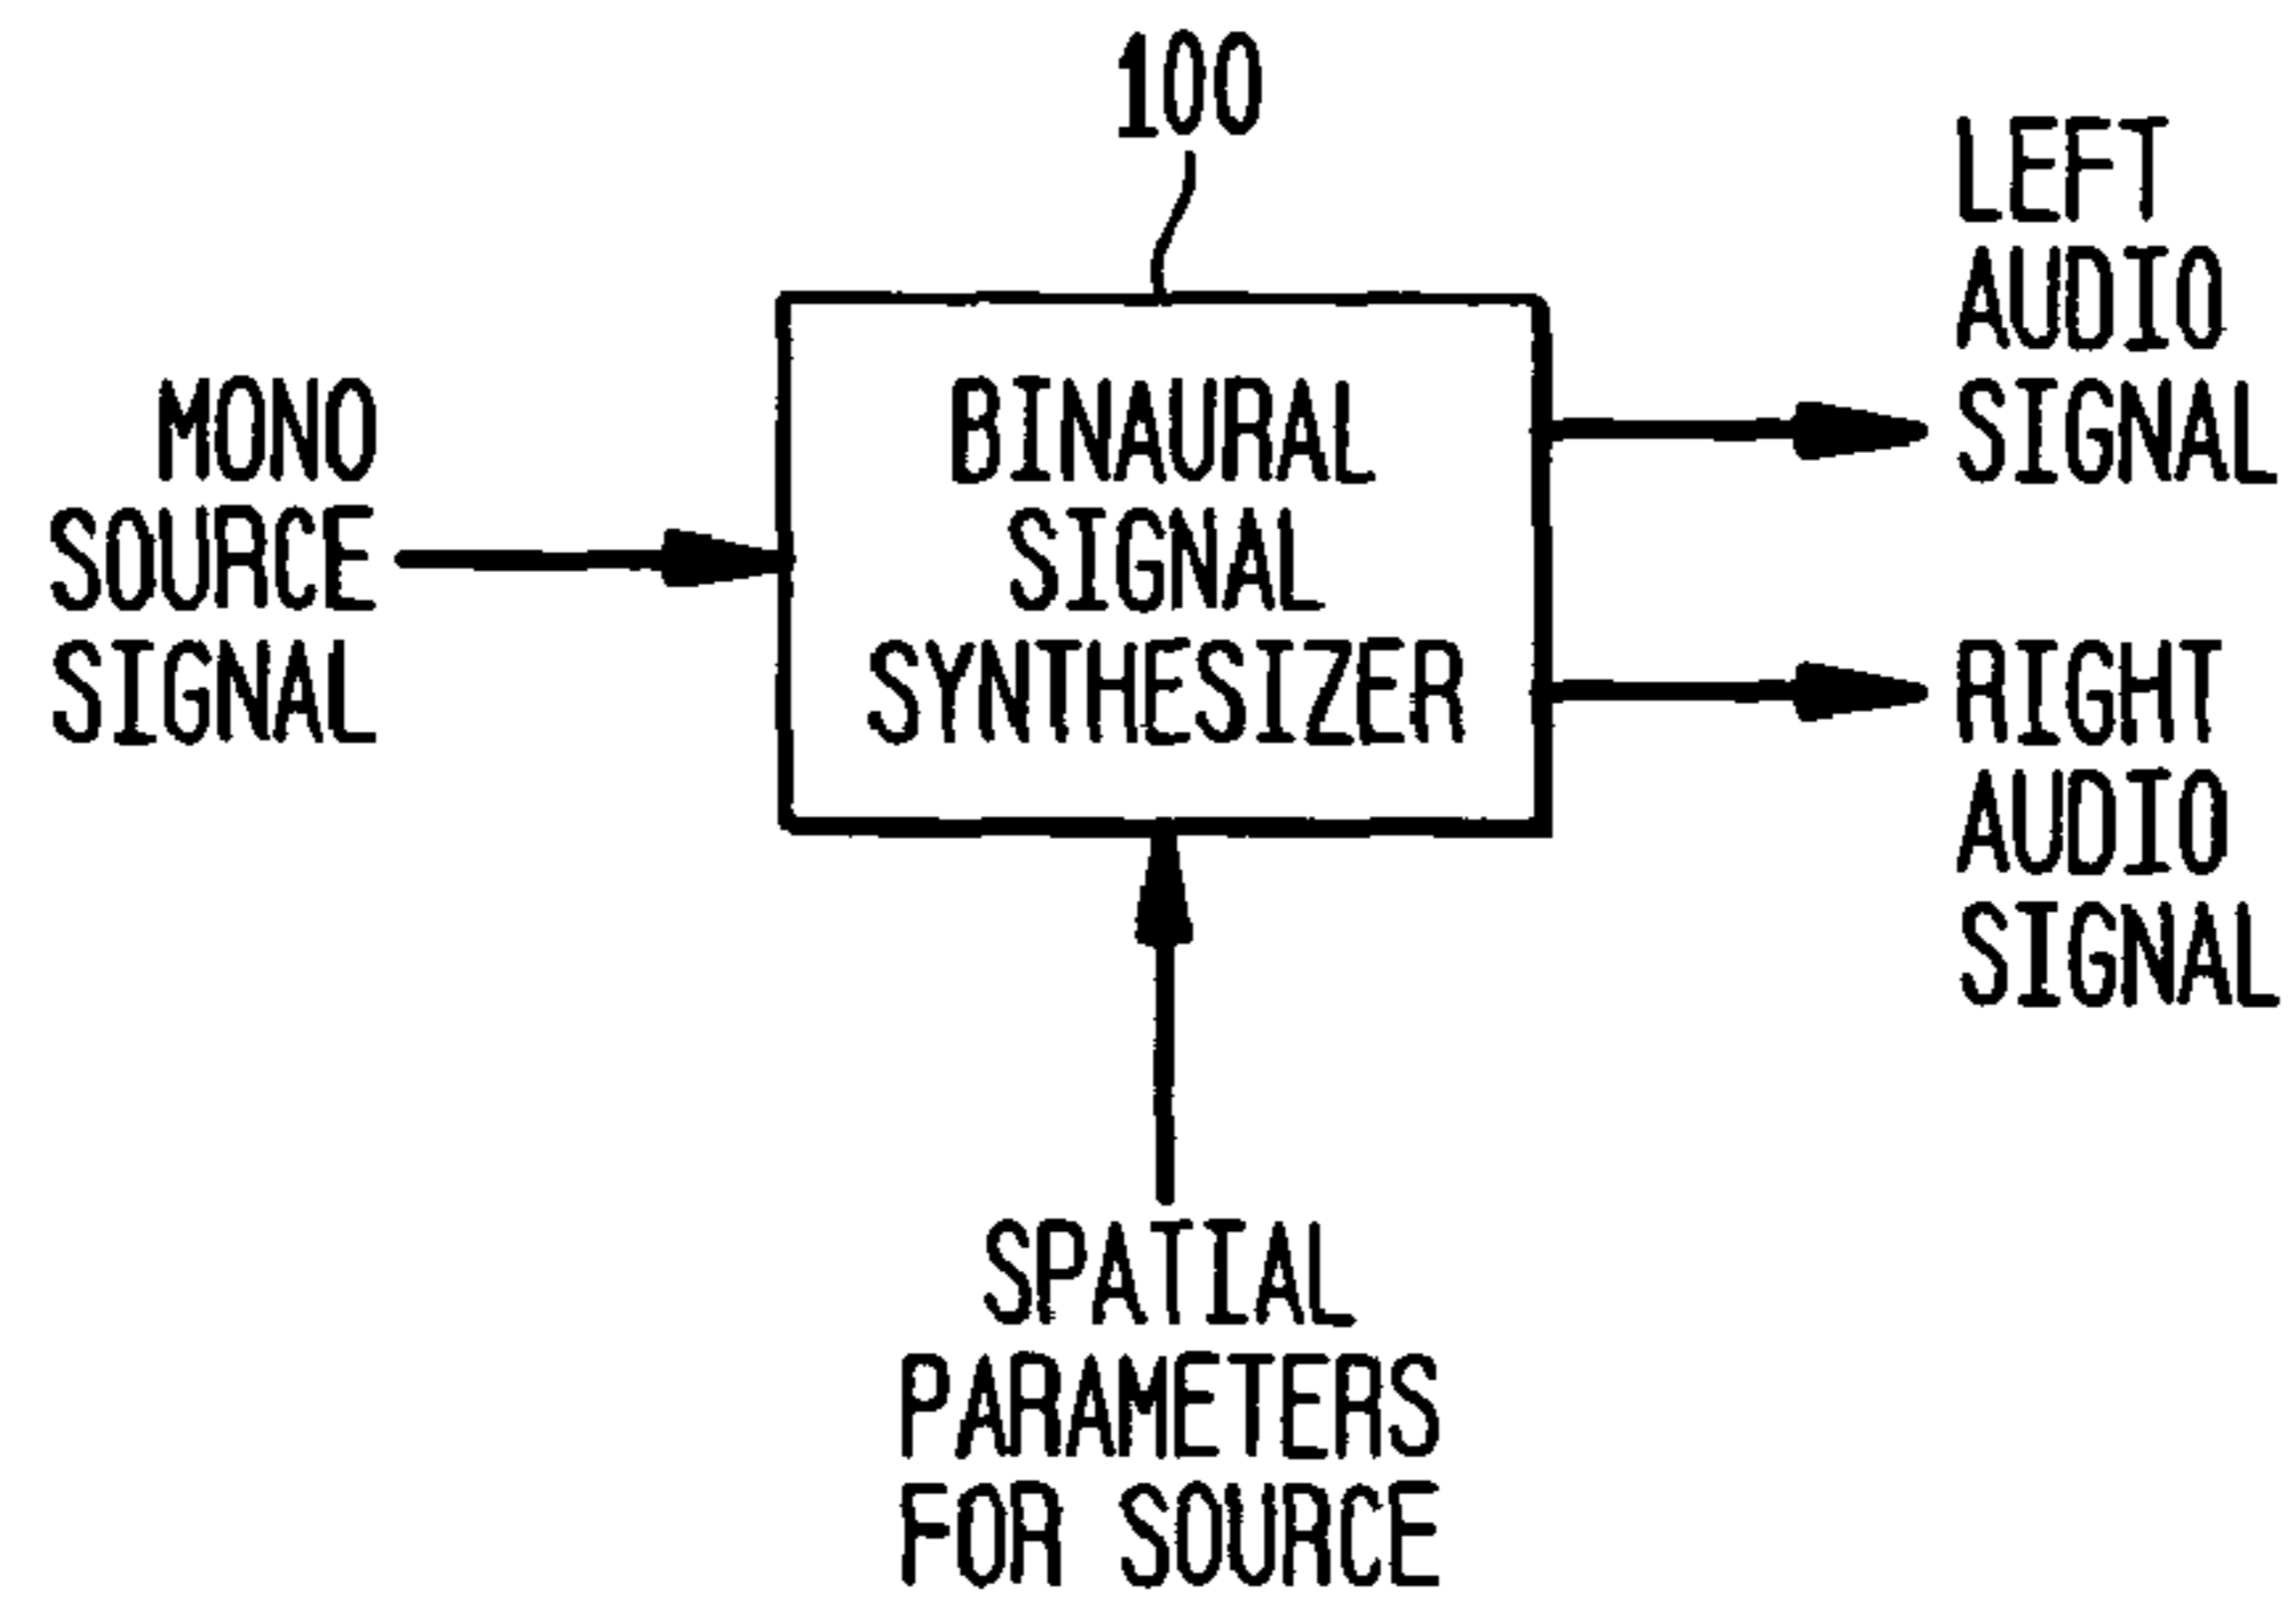 100
MONO
SOURCE
SIGNAL
BINAURAL
SIGNAL
SYNTHESIZER
LEFT
AUDIO
SIGNAL
RIGHT
AUDIO
SIGNAL
SPATIAL
PARAMETERS
FOR SOURCE